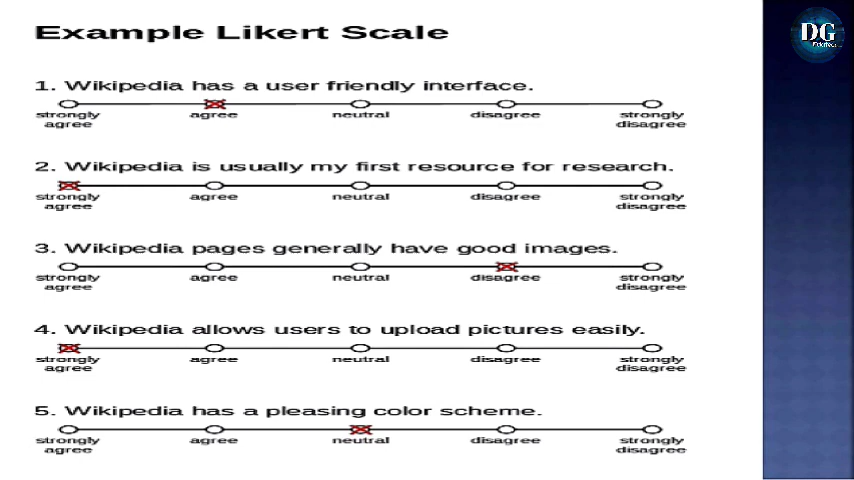 Example Likert Scale
DG
1. Wikipedia has a user friendly interface.
strongly agree agree neutral disagree strongly disagree
2. Wikipedia is usually my first resource for research.
strongly agree agree neutral disagree strongly disagree
3. Wikipedia pages generally have good images.
strongly agree agree neutral disagree strongly disagree
4. Wikipedia allows users to upload pictures easily.
strongly agree agree neutral disagree strongly disagree
5. Wikipedia has a pleasing color scheme.
strongly agree agree neutral disagree strongly disagree